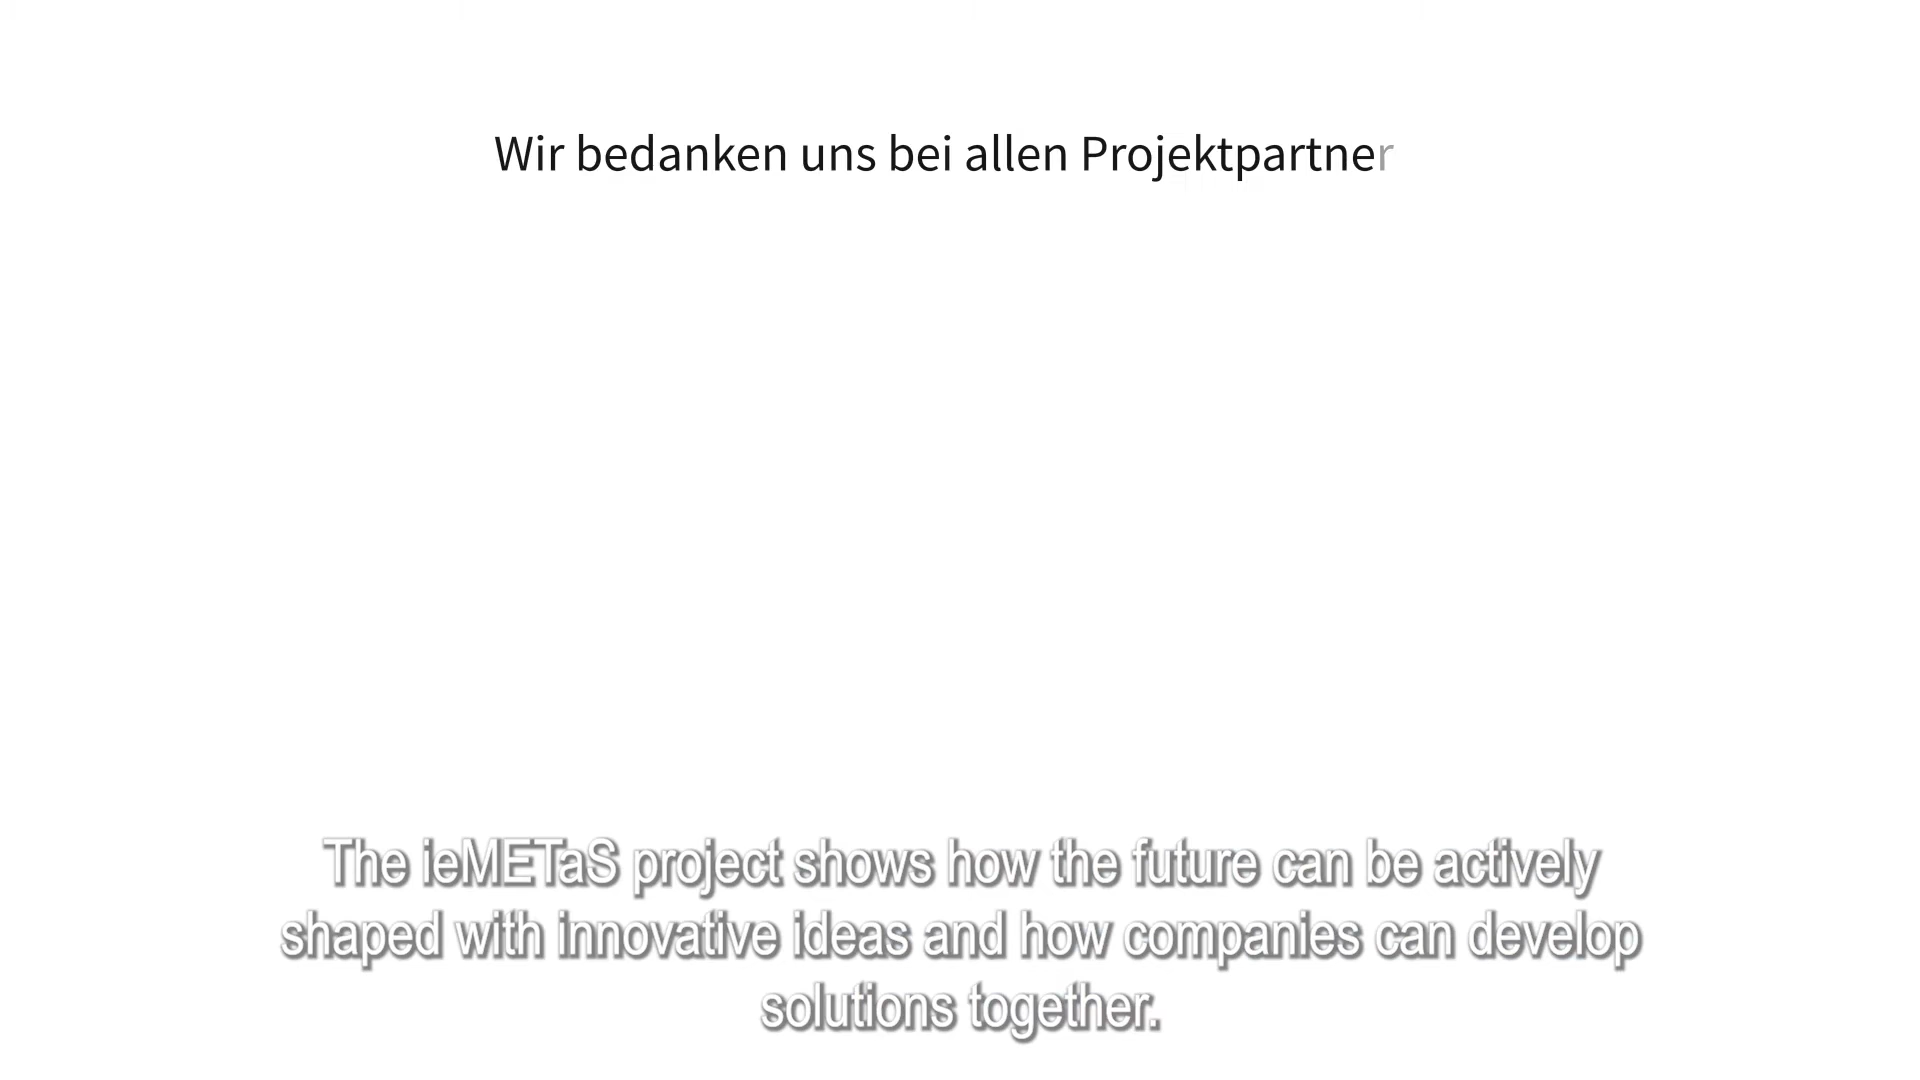 Wir bedanken uns bei allen Projektpartner
The ieMETaS project shows how the future can be actively
shaped with innovative ideas and how companies can develop
solutions together.